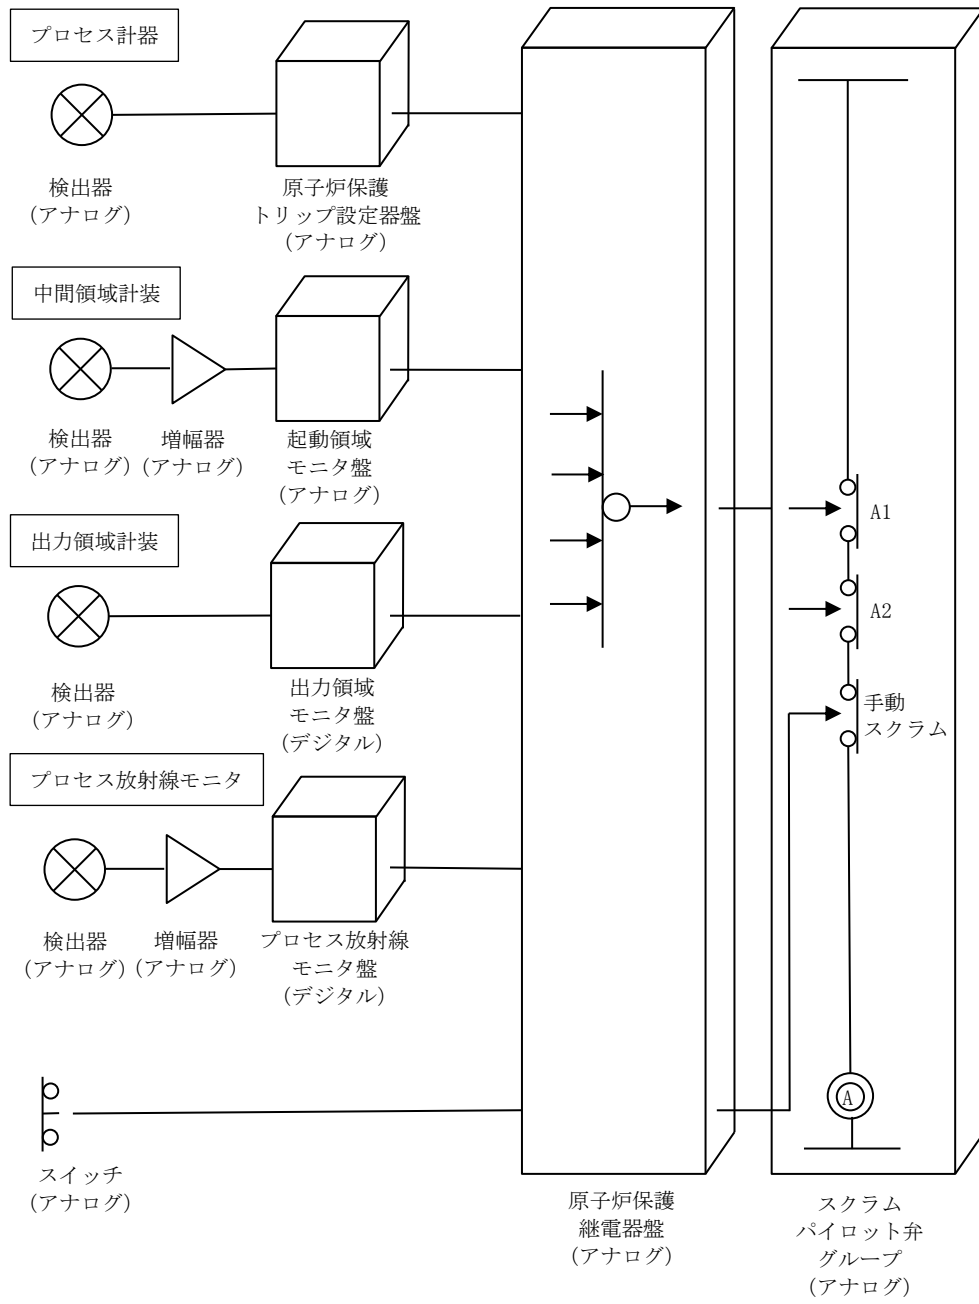 プロセス計器
検出器
(アナログ)
原子炉保護
トリップ設定器盤
(アナログ)
中間領域計装
検出器
(アナログ)
増幅器
(アナログ)
起動領域
モニタ盤
(アナログ)
出力領域計装
検出器
(アナログ)
出力領域
モニタ盤
(デジタル)
プロセス放射線モニタ
検出器
(アナログ)
増幅器
(アナログ)
プロセス放射線
モニタ盤
(デジタル)
スイッチ
(アナログ)
原子炉保護
継電器盤
(アナログ)
A1
A2
手動
スクラム
A
スクラム
パイロット弁
グループ
(アナログ)